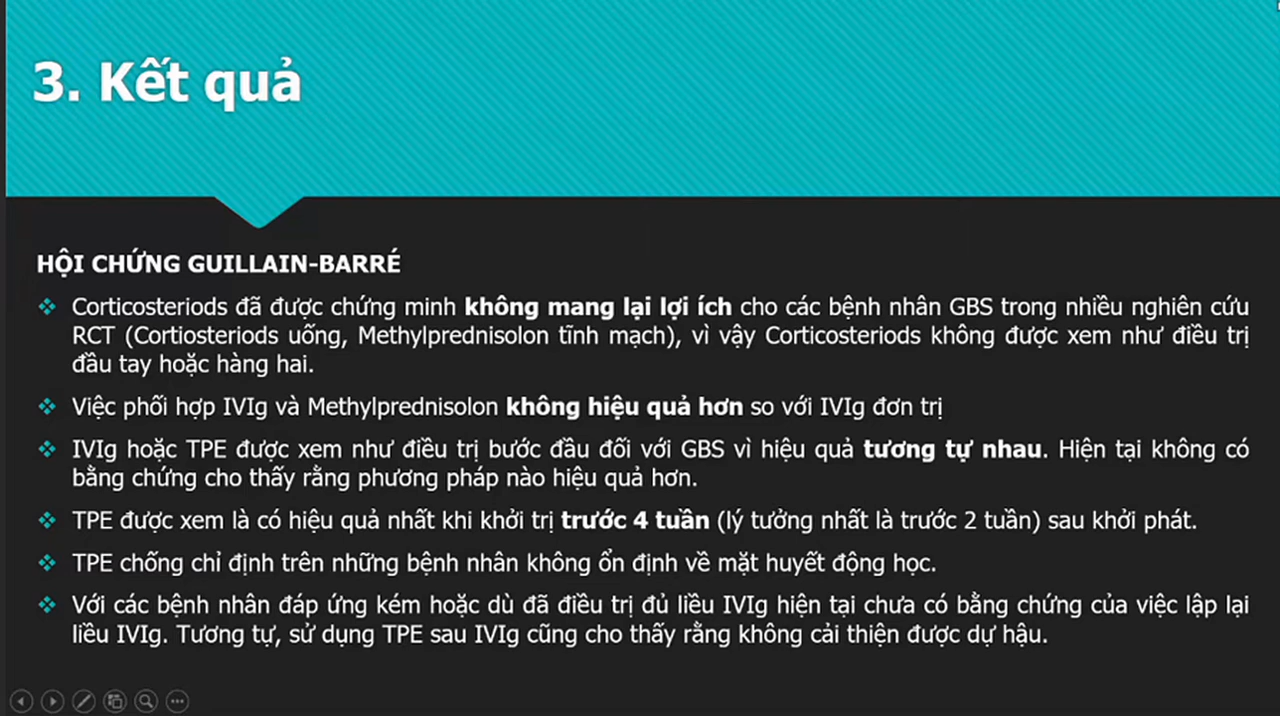 3. Kết quả
HỘI CHỨNG GUILLAIN-BARRÉ
Corticosteriods đã được chứng minh không mang lại lợi ích cho các bệnh nhân GBS trong nhiều nghiên cứu
RCT (Cortiosteriods uống, Methylprednisolon tĩnh mạch), vì vậy Corticosteriods không được xem như điều trị
đầu tay hoặc hàng hai.
Việc phối hợp IVIg và Methylprednisolon không hiệu quả hơn so với IVIg đơn trị
IVIg hoặc TPE được xem như điều trị bước đầu đối với GBS vì hiệu quả tương tự nhau. Hiện tại không có
bằng chứng cho thấy rằng phương pháp nào hiệu quả hơn.
TPE được xem là có hiệu quả nhất khi khởi trị trước 4 tuần (lý tưởng nhất là trước 2 tuần) sau khởi phát.
TPE chống chỉ định trên những bệnh nhân không ổn định về mặt huyết động học.
Với các bệnh nhân đáp ứng kém hoặc dù đã điều trị đủ liều IVIg hiện tại chưa có bằng chứng của việc lập lại
liều IVIg. Tương tự, sử dụng TPE sau IVIg cũng cho thấy rằng không cải thiện được dự hậu.